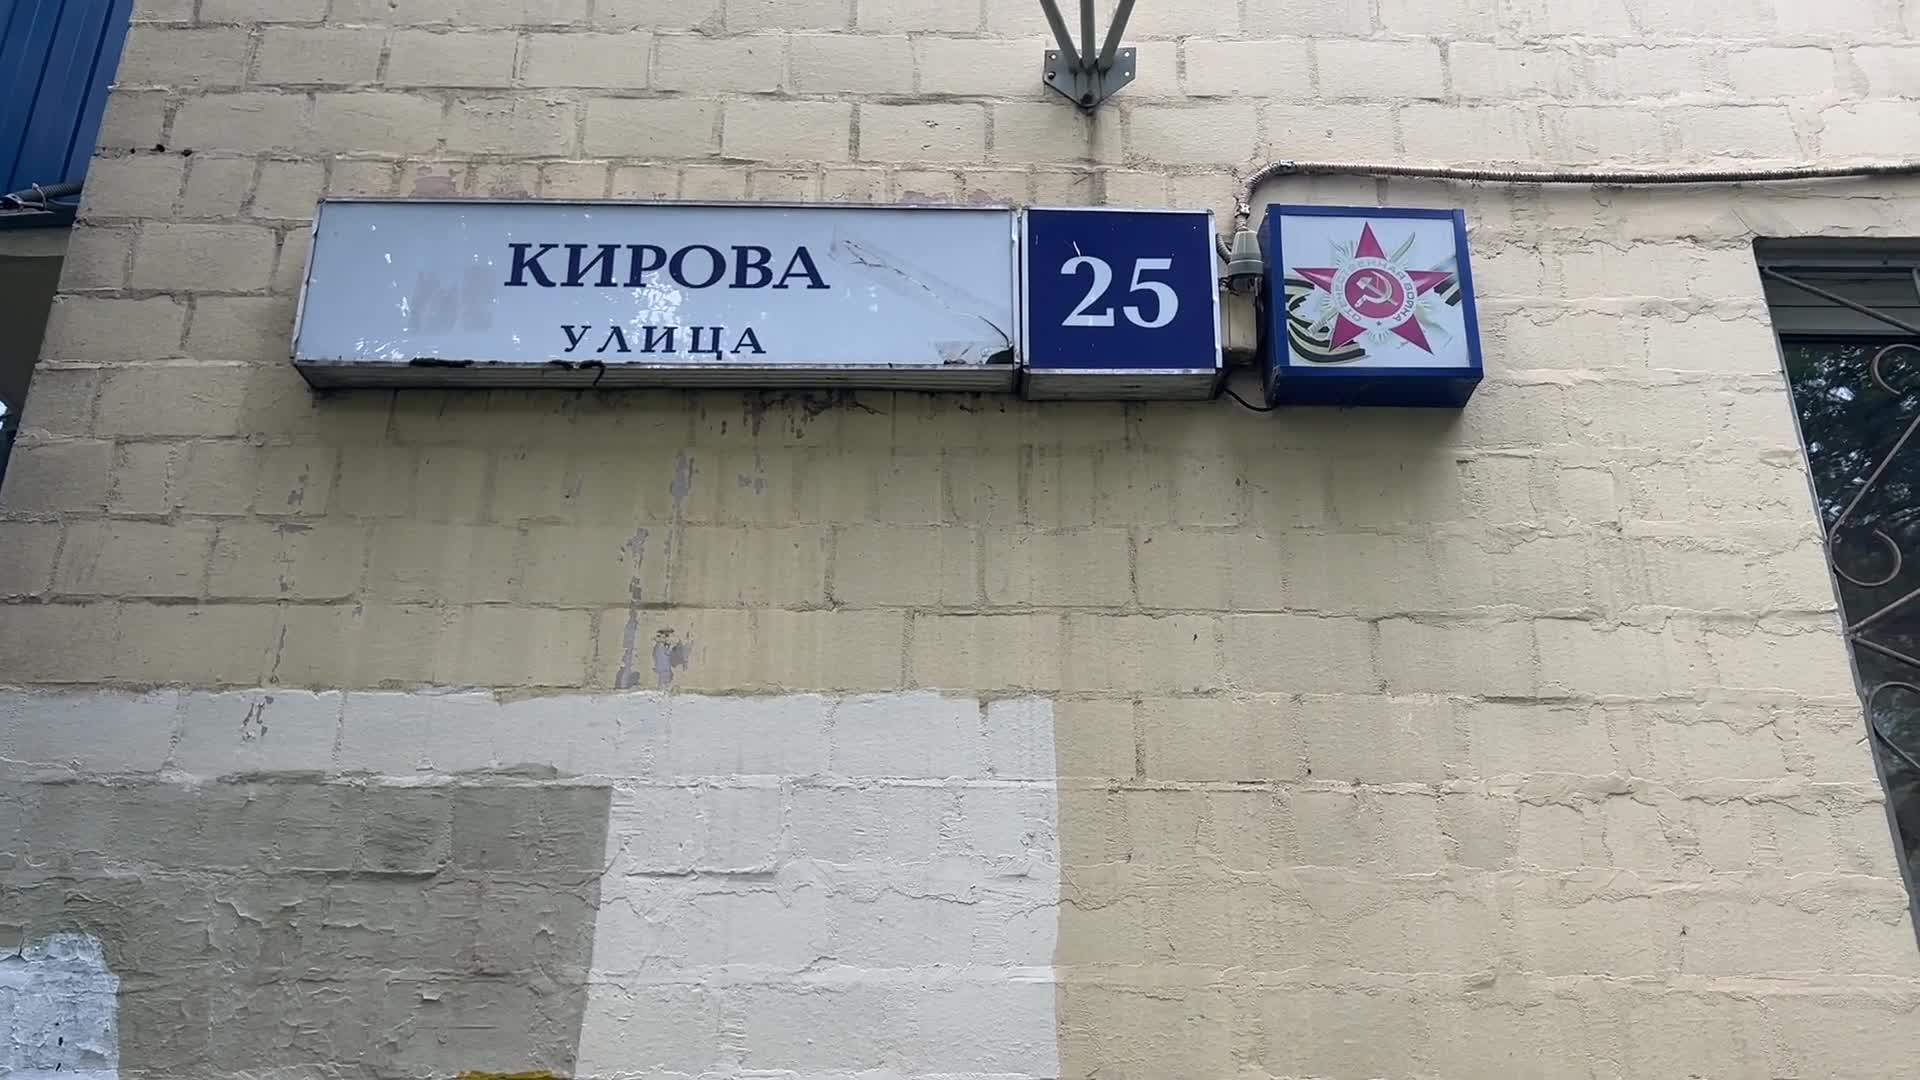 КИРОВА
УЛИЦА
25
ОТЕЧЕСТВЕННАЯ ВОЙНА